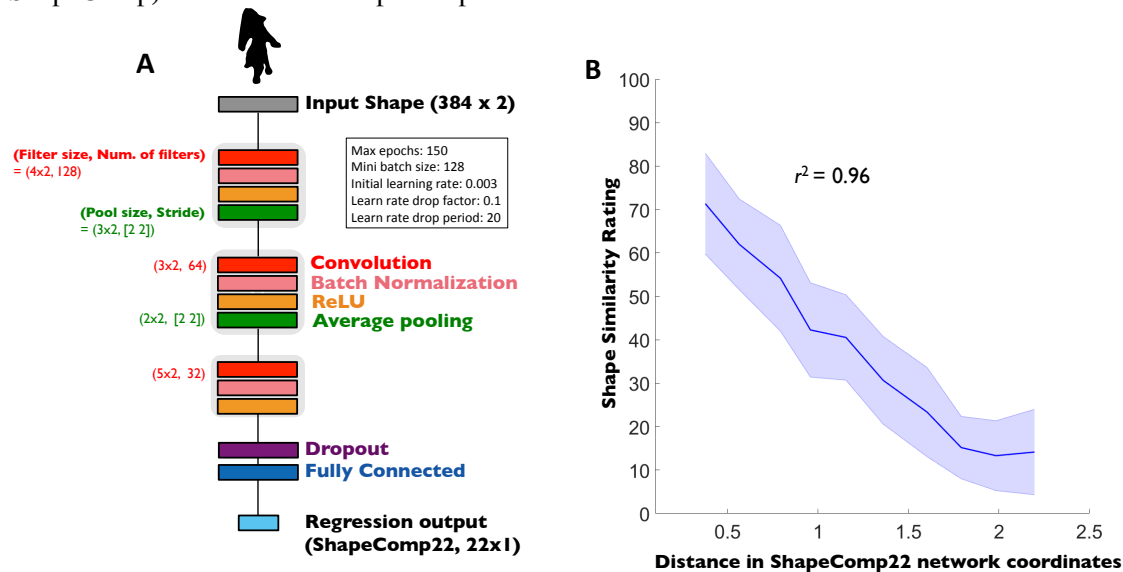 A
Input Shape (384 x 2)
(Filter size, Num. of filters)
= (4x2, 128)
(Pool size, Stride)
= (3x2, [2 2])
Max epochs: 150
Mini batch size: 128
Initial learning rate: 0.003
Learn rate drop factor: 0.1
Learn rate drop period: 20
(3x2, 64)
Convolution
Batch Normalization
ReLU
(2x2, [2 2])
Average pooling
(5x2, 32)
Dropout
Fully Connected
Regression output
(ShapeComp22, 22x1)
B
100
90
80
70
60
50
40
30
20
10
0
Shape Similarity Rating
r² = 0.96
0.5
1
1.5
2
2.5
Distance in ShapeComp22 network coordinates